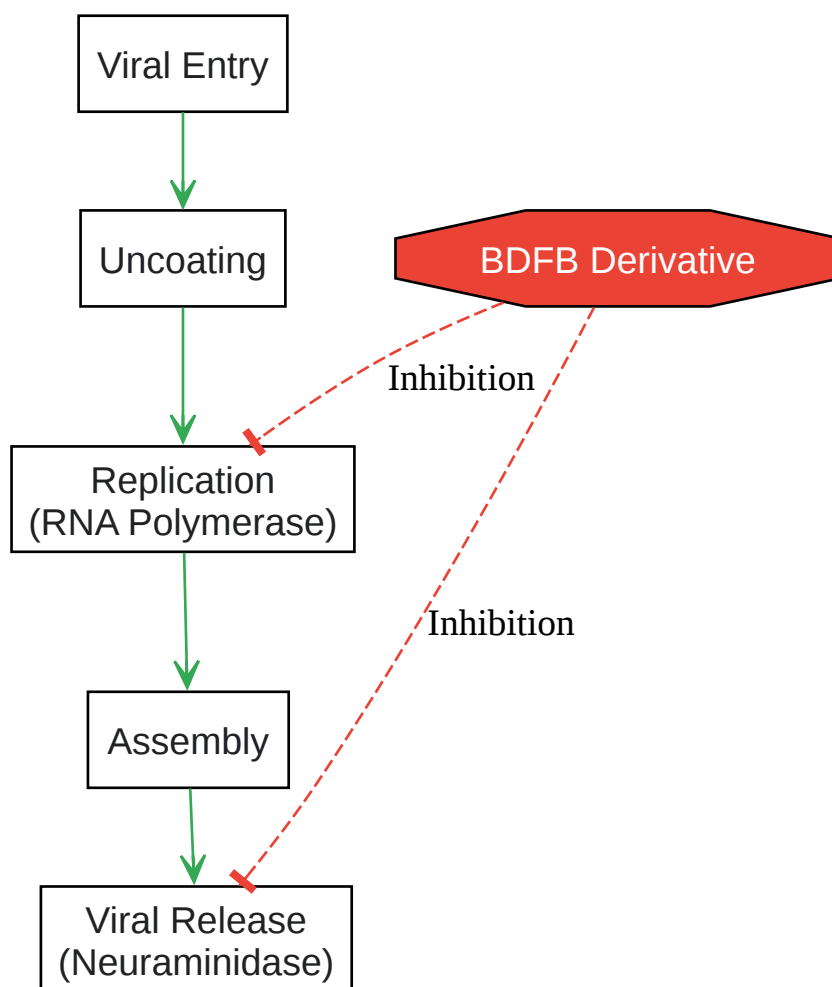 Viral Entry
Uncoating
BDFB Derivative
Inhibition
Replication
(RNA Polymerase)
Inhibition
Assembly
Viral Release
(Neuraminidase)